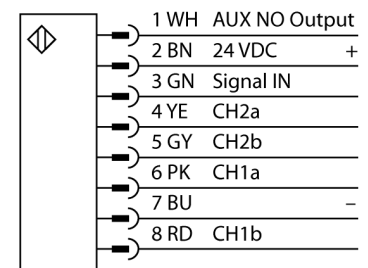 1 WH AUX NO Output
2 BN 24 VDC +
3 GN Signal IN
4 YE CH2a
5 GY CH2b
6 PK CH1a
7 BU –
8 RD CH1b